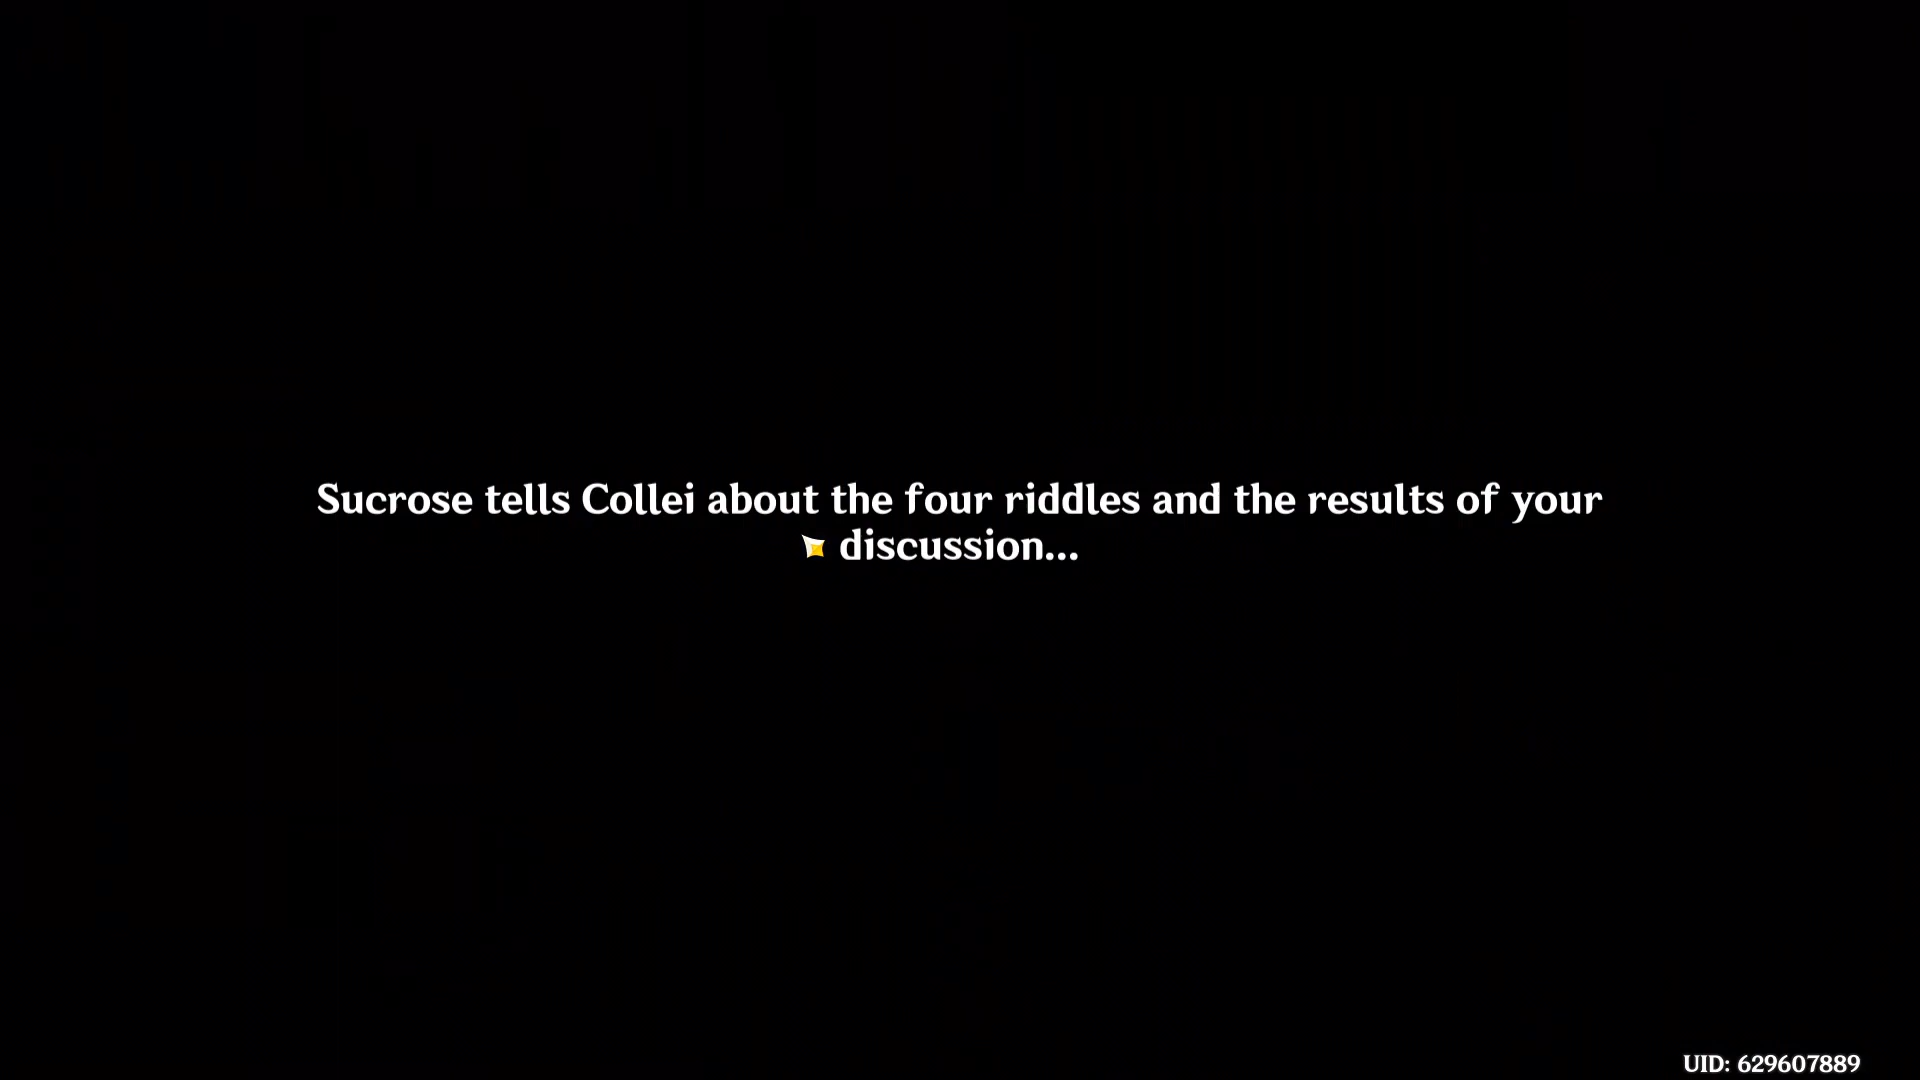 Sucrose tells Collei about the four riddles and the results of your
discussion...
UID: 629607889